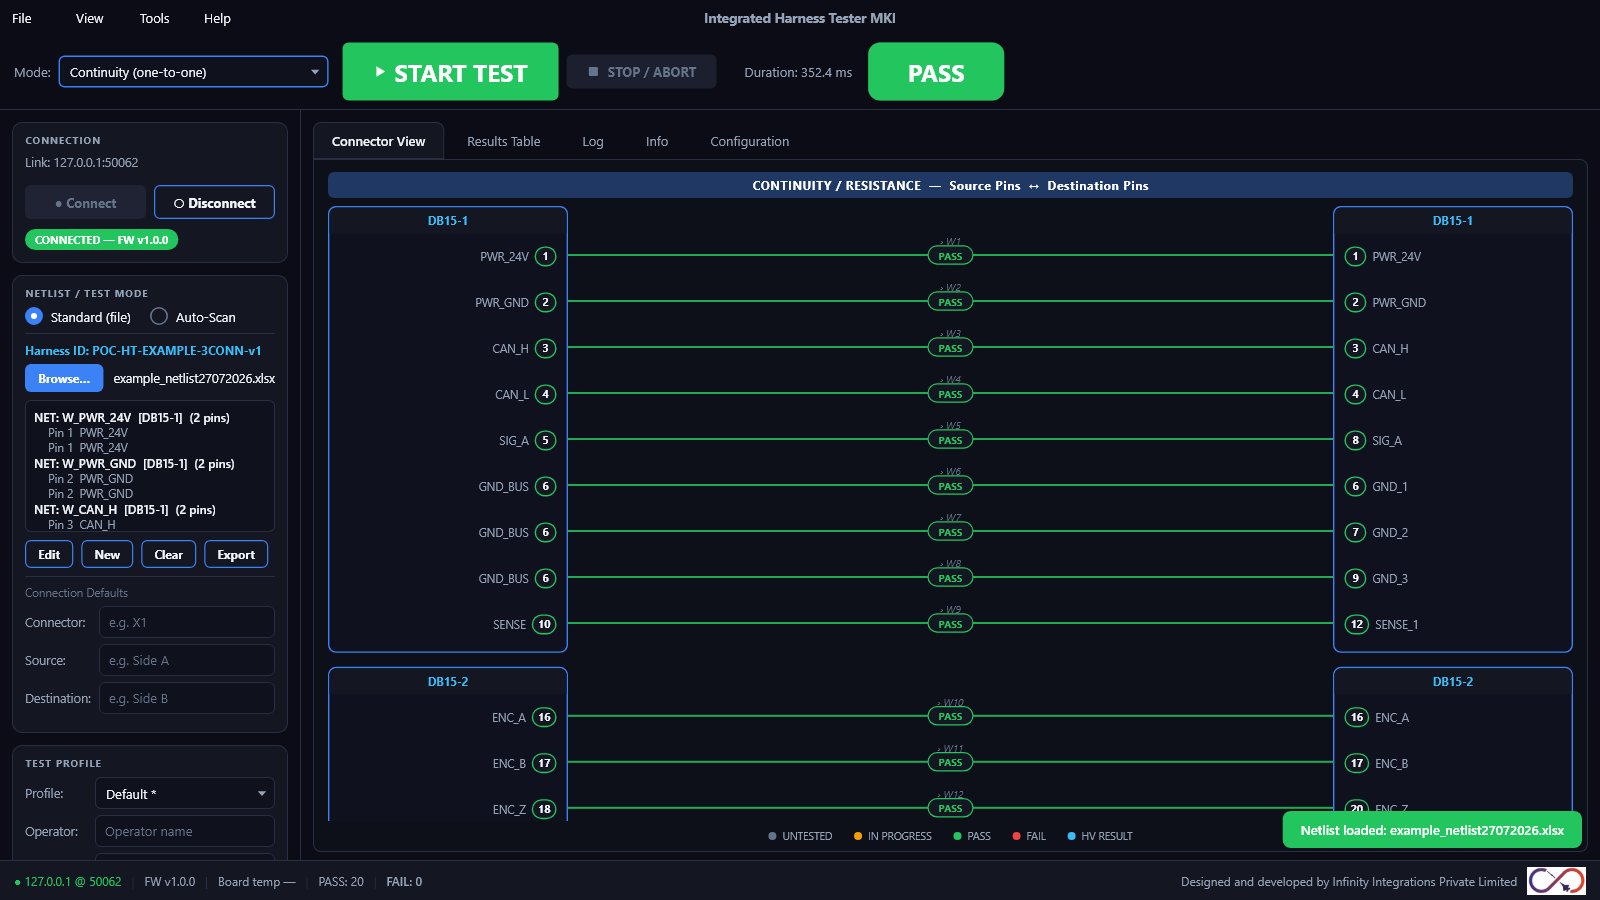 File View Tools Help
Integrated Harness Tester MKI
Mode: Continuity (one-to-one)
START TEST
STOP / ABORT
Duration: 352.4 ms
PASS
CONNECTION
Link: 127.0.0.1:50062
Connect
Disconnect
CONNECTED — FW v1.0.0
NETLIST / TEST MODE
Standard (file) Auto-Scan
Harness ID: POC-HT-EXAMPLE-3CONN-v1
Browse... example_netlist27072026.xlsx
NET: W_PWR_24V [DB15-1] (2 pins)
Pin 1 PWR_24V
Pin 1 PWR_24V
NET: W_PWR_GND [DB15-1] (2 pins)
Pin 2 PWR_GND
Pin 2 PWR_GND
NET: W_CAN_H [DB15-1] (2 pins)
Pin 3 CAN_H
Edit New Clear Export
Connection Defaults
Connector: e.g. X1
Source: e.g. Side A
Destination: e.g. Side B
TEST PROFILE
Profile: Default *
Operator: Operator name
Connector View Results Table Log Info Configuration
CONTINUITY / RESISTANCE — Source Pins ↔ Destination Pins
DB15-1 DB15-1
PWR_24V 1 W1 PASS 1 PWR_24V
PWR_GND 2 W2 PASS 2 PWR_GND
CAN_H 3 W3 PASS 3 CAN_H
CAN_L 4 W4 PASS 4 CAN_L
SIG_A 5 W5 PASS 8 SIG_A
GND_BUS 6 W6 PASS 6 GND_1
GND_BUS 6 W7 PASS 7 GND_2
GND_BUS 6 W8 PASS 9 GND_3
SENSE 10 W9 PASS 12 SENSE_1
DB15-2 DB15-2
ENC_A 16 W10 PASS 16 ENC_A
ENC_B 17 W11 PASS 17 ENC_B
ENC_Z 18 W12 PASS 20 ENC_Z
UNTESTED IN PROGRESS PASS FAIL HV RESULT
Netlist loaded: example_netlist27072026.xlsx
127.0.0.1 @ 50062 FW v1.0.0 Board temp — PASS: 20 FAIL: 0
Designed and developed by Infinity Integrations Private Limited